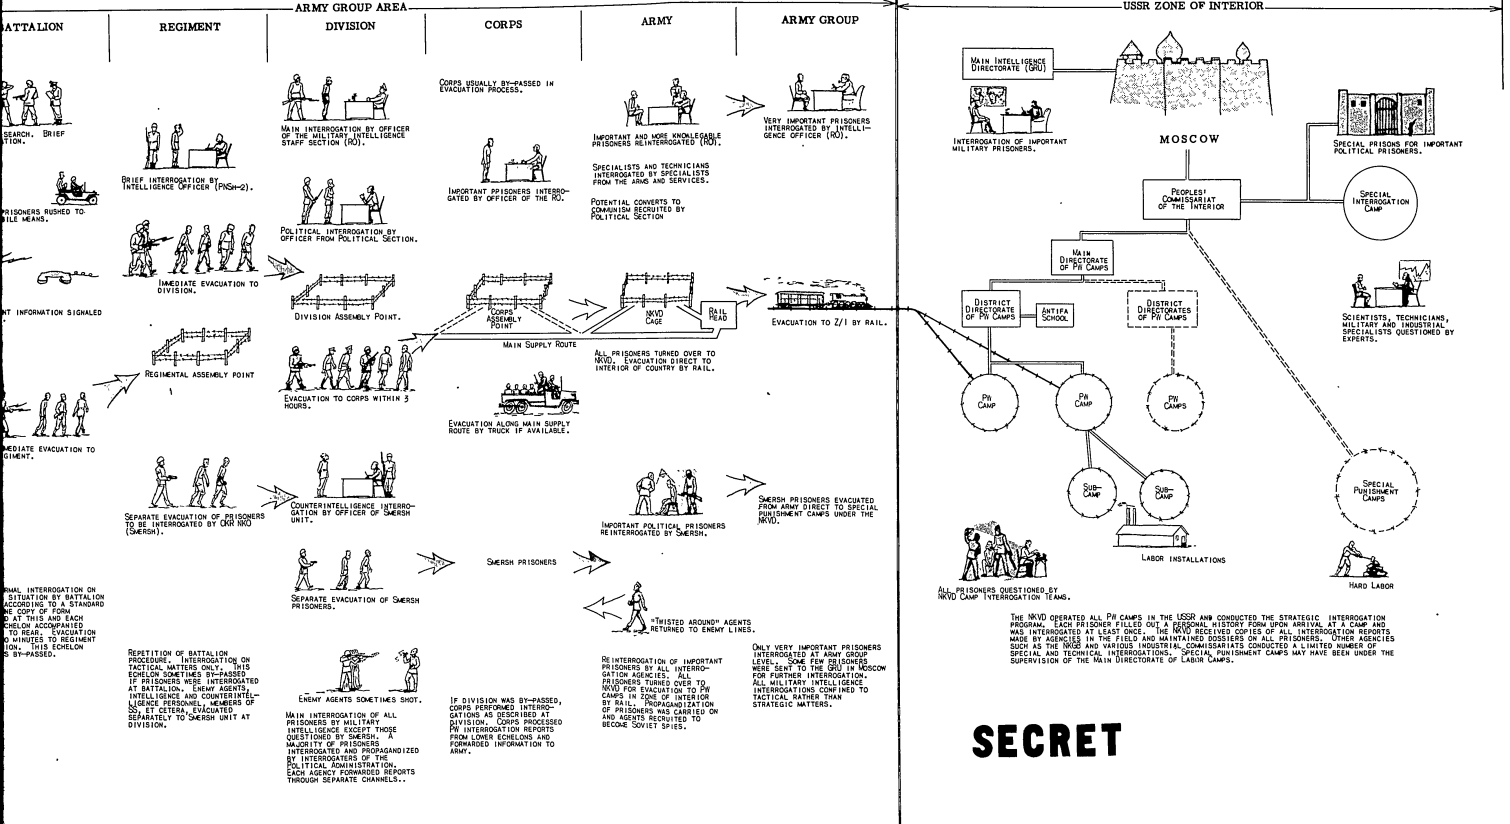 ARMY GROUP AREA
USSR ZONE OF INTERIOR
ATTALION
REGIMENT
DIVISION
CORPS
ARMY
ARMY GROUP
SEARCH. BRIEF
TION.
PRISONERS RUSHED TO
ILE MEANS.
NT INFORMATION SIGNALED
MEDIATE EVACUATION TO
GIMENT.
RMAL INTERROGATION ON
SITUATION BY BATTALION
ACCORDING TO A STANDARD
NE COPY OF FORM
D AT THIS AND EACH
CHELON ACCOMPANIED
TO REAR. EVACUATION
O MINUTES TO REGIMENT
ION. THIS ECHELON
S BY-PASSED.
BRIEF INTERROGATION BY
INTELLIGENCE OFFICER (PNSH-2).
IMMEDIATE EVACUATION TO
DIVISION.
REGIMENTAL ASSEMBLY POINT
SEPARATE EVACUATION OF PRISONERS
TO BE INTERROGATED BY OKR NKO
(SMERSH).
REPETITION OF BATTALION
PROCEDURE. INTERROGATION ON
TACTICAL MATTERS ONLY. THIS
ECHELON SOMETIMES BY-PASSED
IF PRISONERS WERE INTERROGATED
AT BATTALION. ENEMY AGENTS,
INTELLIGENCE AND COUNTERINTEL-
LIGENCE PERSONNEL, MEMBERS OF
SS, ET CETERA, EVACUATED
SEPARATELY TO SMERSH UNIT AT
DIVISION.
MAIN INTERROGATION BY OFFICER
OF THE MILITARY INTELLIGENCE
STAFF SECTION (RO).
POLITICAL INTERROGATION BY
OFFICER FROM POLITICAL SECTION.
DIVISION ASSEMBLY POINT.
EVACUATION TO CORPS WITHIN 3
HOURS.
COUNTERINTELLIGENCE INTERRO-
GATION BY OFFICER OF SMERSH
UNIT.
SEPARATE EVACUATION OF SMERSH
PRISONERS.
ENEMY AGENTS SOMETIMES SHOT.
MAIN INTERROGATION OF ALL
PRISONERS BY MILITARY
INTELLIGENCE EXCEPT THOSE
QUESTIONED BY SMERSH. A
MAJORITY OF PRISONERS
INTERROGATED AND PROPAGANDIZED
BY INTERROGATERS OF THE
POLITICAL ADMINISTRATION.
EACH AGENCY FORWARDED REPORTS
THROUGH SEPARATE CHANNELS..
CORPS USUALLY BY-PASSED IN
EVACUATION PROCESS.
IMPORTANT PRISONERS INTERRO-
GATED BY OFFICER OF THE RO.
CORPS
ASSEMBLY
POINT
MAIN SUPPLY ROUTE
EVACUATION ALONG MAIN SUPPLY
ROUTE BY TRUCK IF AVAILABLE.
SMERSH PRISONERS
IF DIVISION WAS BY-PASSED,
CORPS PERFORMED INTERRO-
GATIONS AS DESCRIBED AT
DIVISION. CORPS PROCESSED
PW INTERROGATION REPORTS
FROM LOWER ECHELONS AND
FORWARDED INFORMATION TO
ARMY.
IMPORTANT AND MORE KNOWLEGABLE
PRISONERS REINTERROGATED (RO).
SPECIALISTS AND TECHNICIANS
INTERROGATED BY SPECIALISTS
FROM THE ARMS AND SERVICES.
POTENTIAL CONVERTS TO
COMMUNISM RECRUITED BY
POLITICAL SECTION
NKVD
CAGE
RAIL
HEAD
ALL PRISONERS TURNED OVER TO
NKVD. EVACUATION DIRECT TO
INTERIOR OF COUNTRY BY RAIL.
IMPORTANT POLITICAL PRISONERS
REINTERROGATED BY SMERSH.
"TWISTED AROUND" AGENTS
RETURNED TO ENEMY LINES.
REINTERROGATION OF IMPORTANT
PRISONERS BY ALL INTERRO-
GATION AGENCIES. ALL
PRISONERS TURNED OVER TO
NKVD FOR EVACUATION TO PW
CAMPS IN ZONE OF INTERIOR
BY RAIL. PROPAGANDIZATION
OF PRISONERS WAS CARRIED ON
AND AGENTS RECRUITED TO
BECOME SOVIET SPIES.
VERY IMPORTANT PRISONERS
INTERROGATED BY INTELLI-
GENCE OFFICER (RO).
EVACUATION TO Z/I BY RAIL.
SMERSH PRISONERS EVACUATED
FROM ARMY DIRECT TO SPECIAL
PUNISHMENT CAMPS UNDER THE
NKVD.
ONLY VERY IMPORTANT PRISONERS
INTERROGATED AT ARMY GROUP
LEVEL. SOME FEW PRISONERS
WERE SENT TO THE GRU IN MOSCOW
FOR FURTHER INTERROGATION.
ALL MILITARY INTELLIGENCE
INTERROGATIONS CONFINED TO
TACTICAL RATHER THAN
STRATEGIC MATTERS.
MAIN INTELLIGENCE
DIRECTORATE (GRU)
INTERROGATION OF IMPORTANT
MILITARY PRISONERS.
MOSCOW
SPECIAL PRISONS FOR IMPORTANT
POLITICAL PRISONERS.
PEOPLES'
COMMISSARIAT
OF THE INTERIOR
SPECIAL
INTERROGATION
CAMP
MAIN
DIRECTORATE
OF PW CAMPS
DISTRICT
DIRECTORATES
OF PW CAMPS
ANTIFA
SCHOOL
DISTRICT
DIRECTORATES
OF PW CAMPS
SCIENTISTS, TECHNICIANS,
MILITARY AND INDUSTRIAL
SPECIALISTS QUESTIONED BY
EXPERTS.
PW
CAMP
PW
CAMP
PW
CAMPS
SUB-
CAMP
SUB-
CAMP
SPECIAL
PUNISHMENT
CAMPS
LABOR INSTALLATIONS
HARD LABOR
ALL PRISONERS QUESTIONED BY
NKVD CAMP INTERROGATION TEAMS.
THE NKVD OPERATED ALL PW CAMPS IN THE USSR AND CONDUCTED THE STRATEGIC INTERROGATION
PROGRAM. EACH PRISONER FILLED OUT A PERSONAL HISTORY FORM UPON ARRIVAL AT A CAMP AND
WAS INTERROGATED AT LEAST ONCE. THE NKVD RECEIVED COPIES OF ALL INTERROGATION REPORTS
MADE BY AGENCIES IN THE FIELD AND MAINTAINED DOSSIERS ON ALL PRISONERS. OTHER AGENCIES
SUCH AS THE NKGB AND VARIOUS INDUSTRIAL COMMISSARIATS CONDUCTED A LIMITED NUMBER OF
SPECIAL AND TECHNICAL INTERROGATIONS. SPECIAL PUNISHMENT CAMPS MAY HAVE BEEN UNDER THE
SUPERVISION OF THE MAIN DIRECTORATE OF LABOR CAMPS.
SECRET